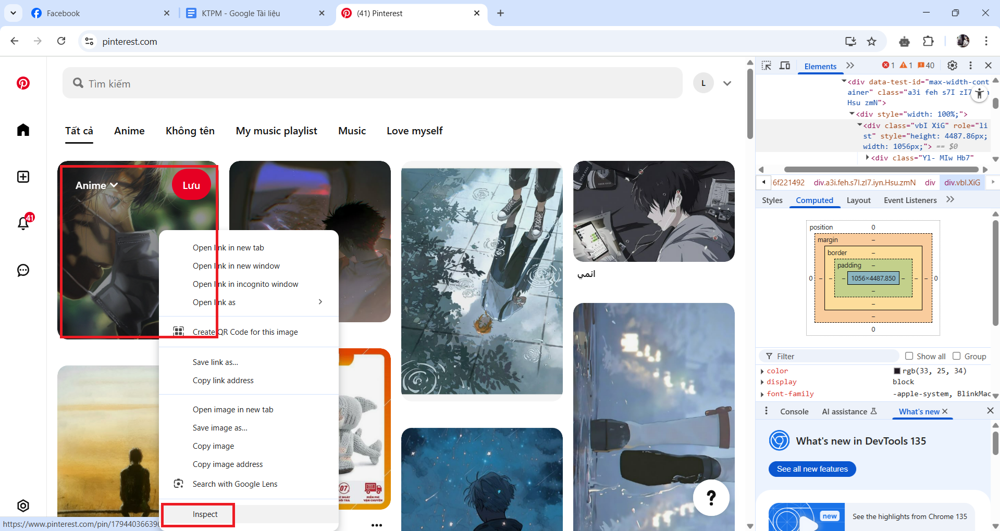 Facebook
KTPM - Google Tài liệu
(41) Pinterest
pinterest.com
Tìm kiếm
L
Tất cả
Anime
Không tên
My music playlist
Music
Love myself
41
Anime
Lưu
انمي
Open link in new tab
Open link in new window
Open link in incognito window
Open link as
Create QR Code for this image
Save link as...
Copy link address
Open image in new tab
Save image as...
Copy image
Copy image address
Search with Google Lens
Inspect
MIỄN PHÍ
VẬN CHUYỂN
?
https://www.pinterest.com/pin/179440366396
Elements
1
1
40
<div data-test-id="max-width-cont
ainer" class="a3i feh s7I zI7
Hsu zmN">
<div style="width: 100%;">
<div class="vbI XiG" role="li
st" style="height: 4487.86px;
width: 1056px;"> == $0
<div class="Yl- MIw Hb7"
6f221492
div.a3i.feh.s7I.zI7.iyn.Hsu.zmN
div
div.vbI.XiG
Styles
Computed
Layout
Event Listeners
position
0
margin
–
border
–
padding
–
0
–
–
–
1056×4487.850
–
–
–
0
–
–
–
0
Filter
Show all
Group
color
rgb(33, 25, 34)
display
block
font-family
-apple-system, BlinkMac
Console
AI assistance
What's new
What's new in DevTools 135
See all new features
new
See the highlights from Chrome 135